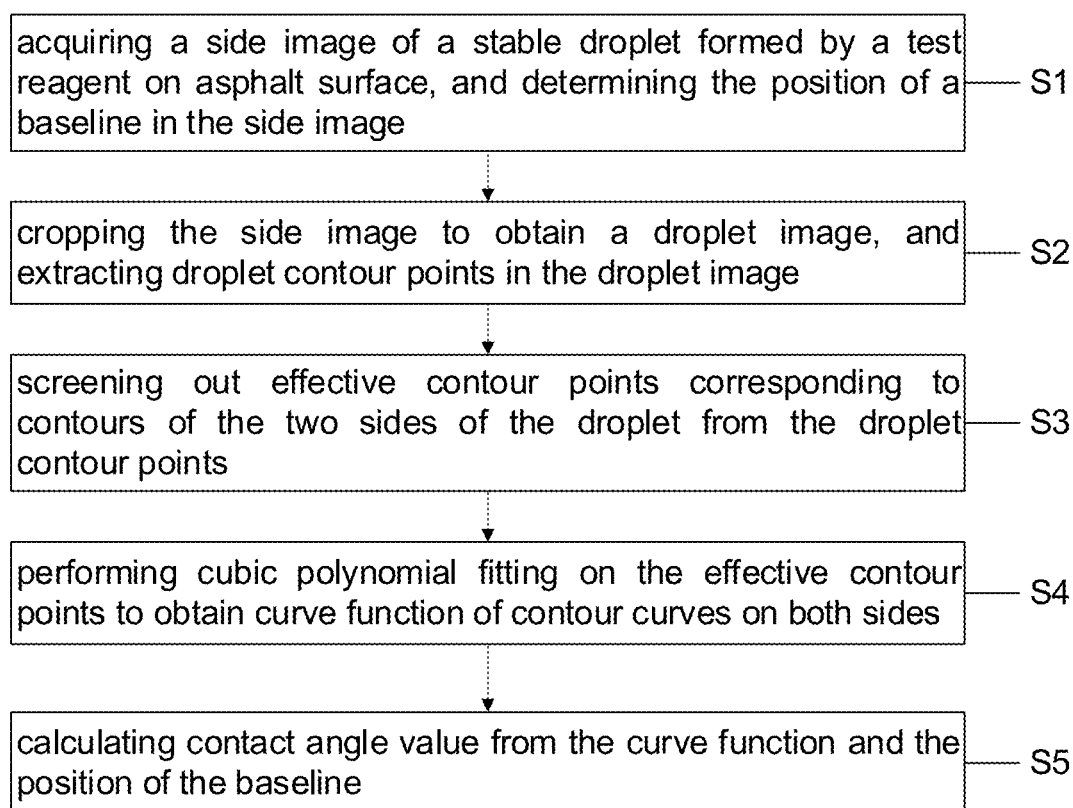 acquiring a side image of a stable droplet formed by a test
reagent on asphalt surface, and determining the position of a
baseline in the side image
S1
cropping the side image to obtain a droplet image, and
extracting droplet contour points in the droplet image
S2
screening out effective contour points corresponding to
contours of the two sides of the droplet from the droplet
contour points
S3
performing cubic polynomial fitting on the effective contour
points to obtain curve function of contour curves on both sides
S4
calculating contact angle value from the curve function and the
position of the baseline
S5